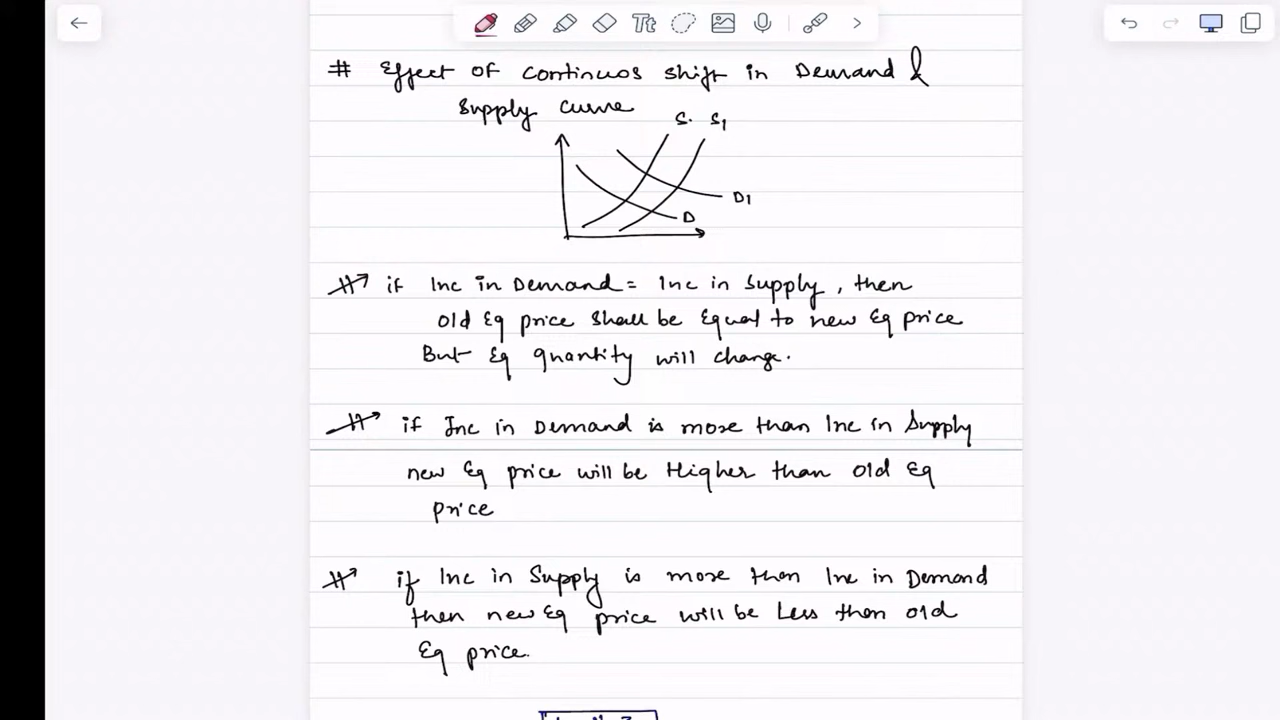 Tt
# Effect of continuos shift in Demand &
Supply curve
S. S1
D1
D
if Inc in Demand = Inc in Supply, then
old Eq price shall be Equal to new Eq price
But Eq quantity will change.
if Inc in Demand is more than Inc in Supply
new Eq price will be Higher than old Eq
price
if Inc in Supply is more then Inc in Demand
then new Eq price will be Less then old
Eq price.